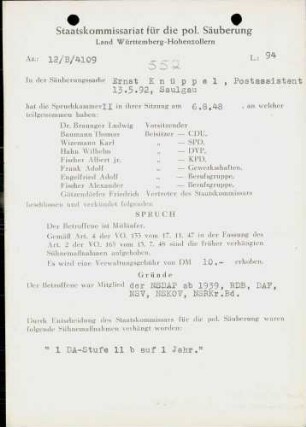 Staatskommissariat für die pol. Säuberung
Land Württemberg-Hohenzollern
Az.: 12/B/4109
L: 94
552
In der Säuberungssache Ernst Knüppel, Postassistent
13.5.92, Saulgau
hat die Spruchkammer II in ihrer Sitzung am 6.8.48 , an welcher
teilgenommen haben:
Dr. Breunger Ludwig Vorsitzender
Baumann Thomas Beisitzer — CDU,
Wizemann Karl „ — SPD,
Hahn Wilhelm „ — DVP,
Fischer Albert jr. „ — KPD,
Frank Adolf „ — Gewerkschaften,
Engelfried Adolf „ — Berufsgruppe,
Fischer Alexander „ — Berufsgruppe,
Götzendörfer Friedrich Vertreter des Staatskommissars
beschlossen und verkündet folgenden:
SPRUCH
Der Betroffene ist Mitläufer.
Gemäß Art. 4 der VO. 133 vom 17. 11. 47 in der Fassung des
Art. 2 der VO. 165 vom 13. 7. 48 sind die früher verhängten
Sühnemaßnahmen aufgehoben.
Es wird eine Verwaltungsgebühr von DM 10.- erhoben.
Gründe
Der Betroffene war Mitglied der NSDAP ab 1939, RDB, DAF,
NSV, NSKOV, NSRKr.Bd.
Durch Entscheidung des Staatskommissars für die pol. Säuberung waren
folgende Sühnemaßnahmen verhängt worden:
" 1 DA-Stufe 11 b auf 1 Jahr."